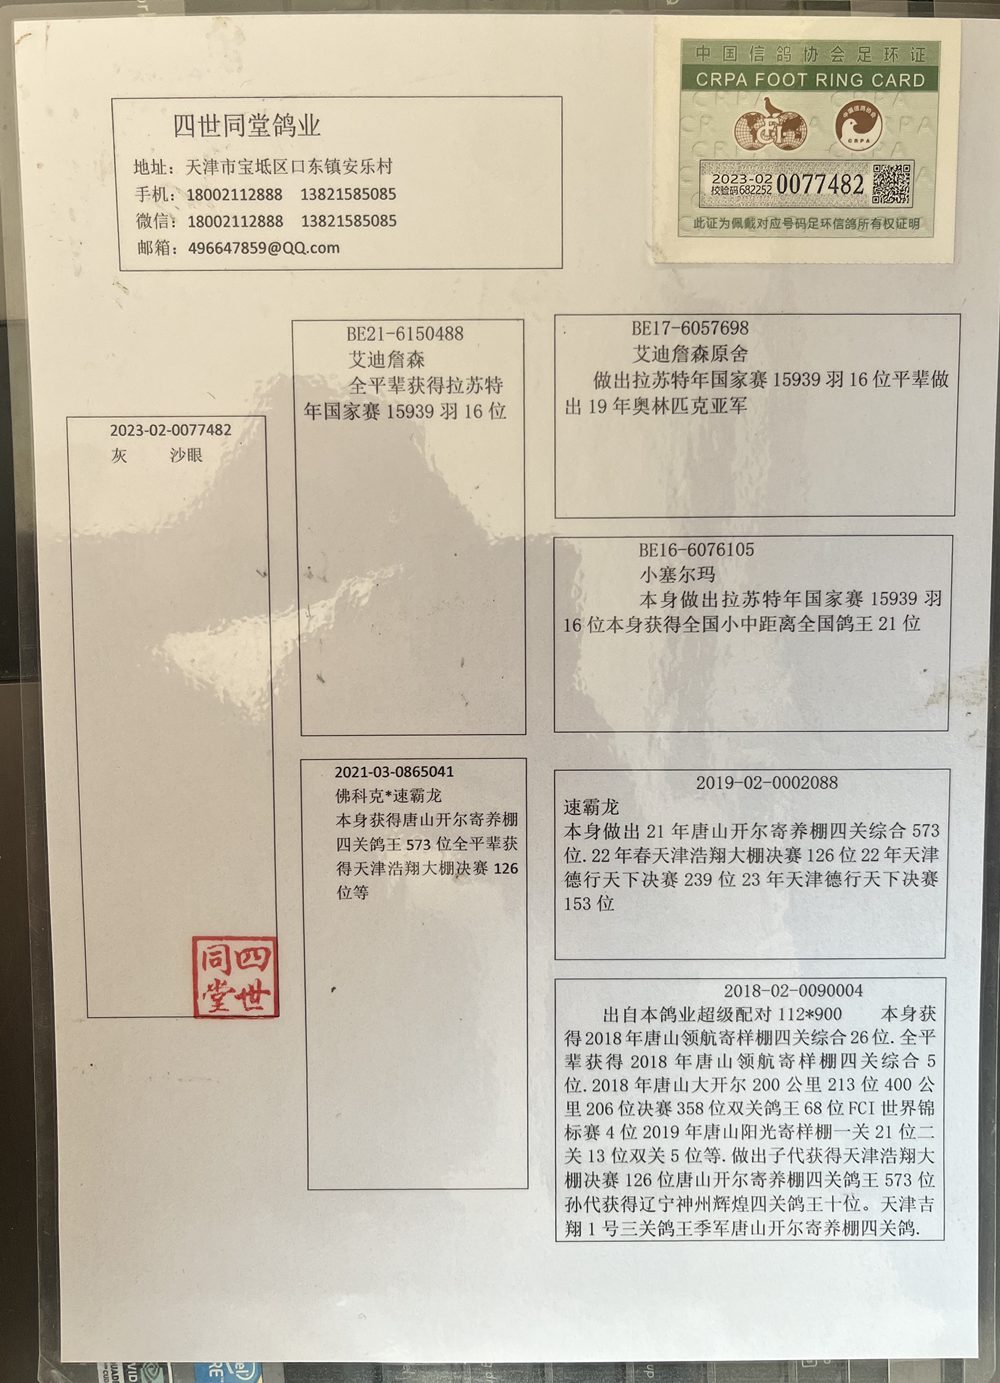 四世同堂鸽业
地址：天津市宝坻区口东镇安乐村
手机：18002112888 13821585085
微信：18002112888 13821585085
邮箱：496647859@QQ.com
中国信鸽协会足环证
CRPA FOOT RING CARD
2023-02
校验码682252
0077482
此证为佩戴对应号码足环信鸽所有权证明
2023-02-0077482
灰 沙眼
四世同堂
BE21-6150488
艾迪詹森
全平辈获得拉苏特
年国家赛 15939 羽 16 位
2021-03-0865041
佛科克*速霸龙
本身获得唐山开尔寄养棚
四关鸽王 573 位全平辈获
得天津浩翔大棚决赛 126
位等
BE17-6057698
艾迪詹森原舍
做出拉苏特年国家赛 15939 羽 16 位平辈做
出 19 年奥林匹克亚军
BE16-6076105
小塞尔玛
本身做出拉苏特年国家赛 15939 羽
16 位本身获得全国小中距离全国鸽王 21 位
2019-02-0002088
速霸龙
本身做出 21 年唐山开尔寄养棚四关综合 573
位.22 年春天津浩翔大棚决赛 126 位 22 年天津
德行天下决赛 239 位 23 年天津德行天下决赛
153 位
2018-02-0090004
出自本鸽业超级配对 112*900 本身获
得 2018 年唐山领航寄样棚四关综合 26 位.全平
辈获得 2018 年唐山领航寄样棚四关综合 5
位.2018 年唐山大开尔 200 公里 213 位 400 公
里 206 位决赛 358 位双关鸽王 68 位 FCI 世界锦
标赛 4 位 2019 年唐山阳光寄样棚一关 21 位二
关 13 位双关 5 位等.做出子代获得天津浩翔大
棚决赛 126 位唐山开尔寄养棚四关鸽王 573 位
孙代获得辽宁神州辉煌四关鸽王十位。天津吉
翔 1 号三关鸽王季军唐山开尔寄养棚四关鸽.